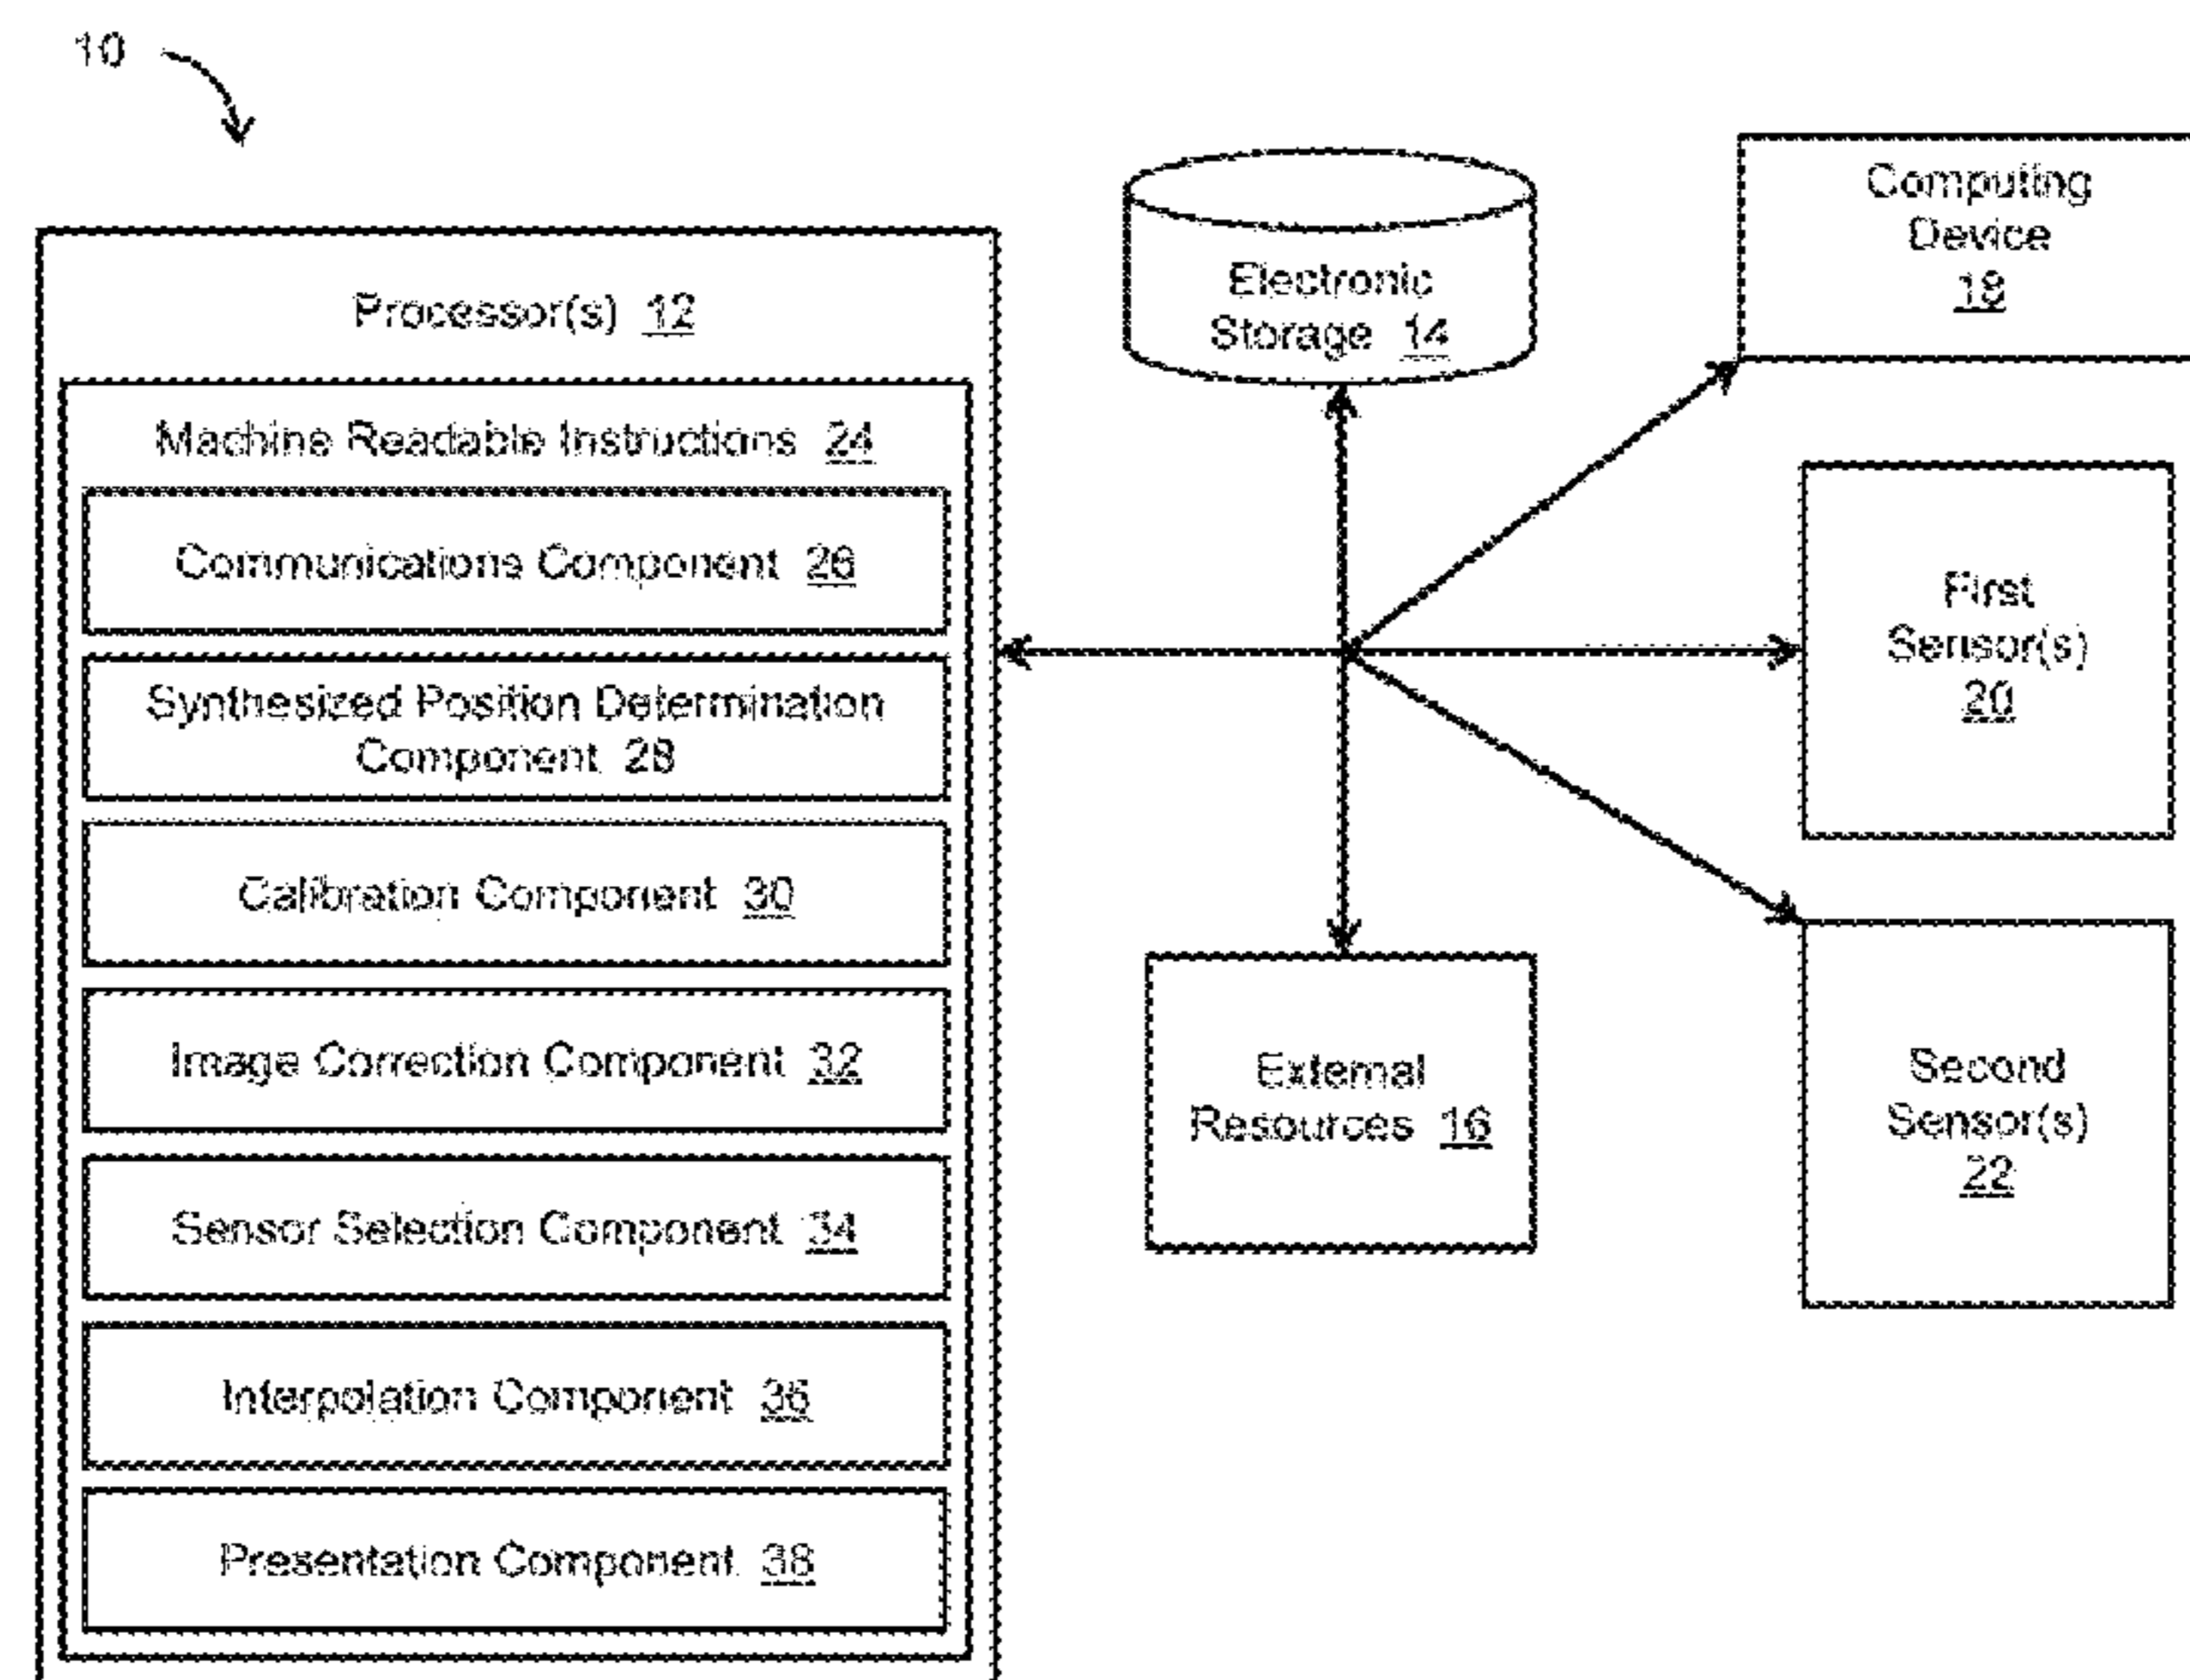 10
Processor(s) 12
Machine Readable Instructions 24
Communications Component 26
Synthesized Position Determination
Component 28
Calibration Component 30
Image Correction Component 32
Sensor Selection Component 34
Interpolation Component 36
Presentation Component 38
Electronic
Storage 14
External
Resources 16
Computing
Device
18
First
Sensor(s)
20
Second
Sensor(s)
22